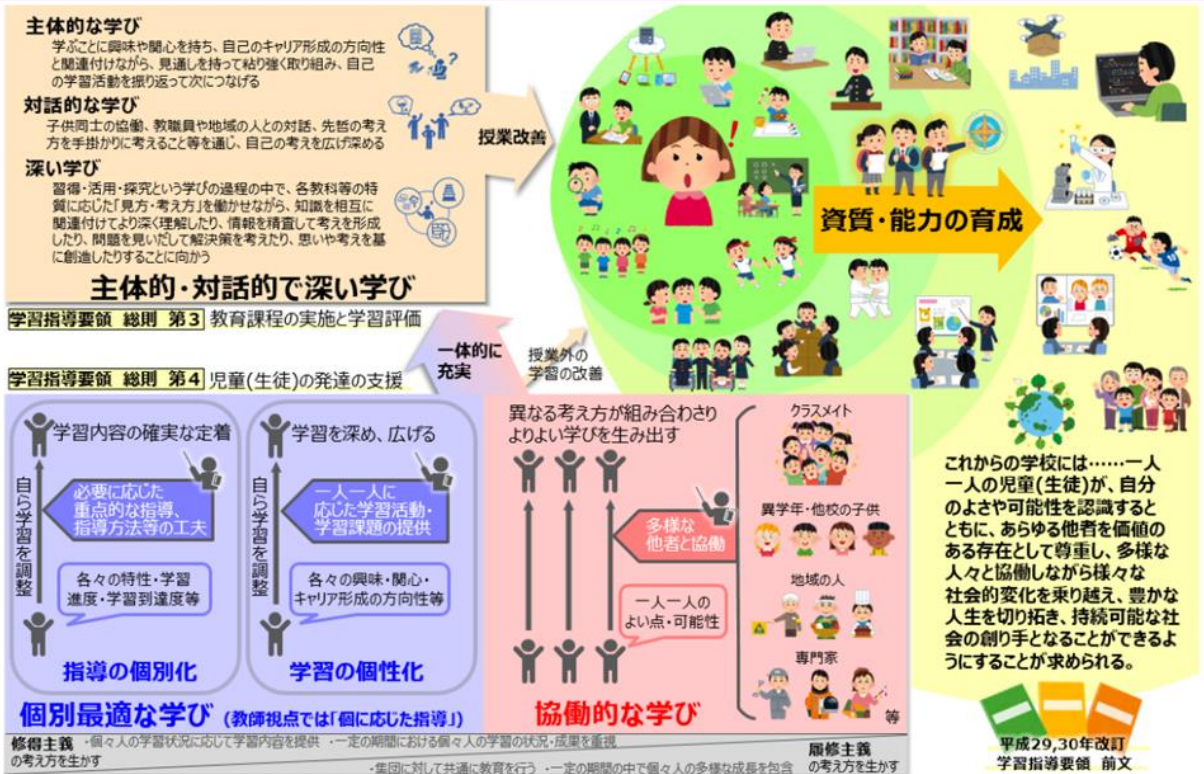 主体的な学び
学ぶことに興味や関心を持ち、自己のキャリア形成の方向性
と関連付けながら、見通しを持って粘り強く取り組み、自己
の学習活動を振り返って次につなげる
対話的な学び
子供同士の協働、教職員や地域の人との対話、先哲の考え
方を手掛かりに考えること等を通じ、自己の考えを広げ深める
深い学び
習得・活用・探究という学びの過程の中で、各教科等の特
質に応じた「見方・考え方」を働かせながら、知識を相互に
関連付けてより深く理解したり、情報を精査して考えを形成
したり、問題を見いだして解決策を考えたり、思いや考えを基
に創造したりすることに向かう
主体的・対話的で深い学び
授業改善
資質・能力の育成
学習指導要領 総則 第3 教育課程の実施と学習評価
一体的に
充実
授業外の
学習の改善
学習指導要領 総則 第4 児童(生徒)の発達の支援
学習内容の確実な定着
自ら学習を調整
必要に応じた
重点的な指導、
指導方法等の工夫
各々の特性・学習
進度・学習到達度等
指導の個別化
学習を深め、広げる
自ら学習を調整
一人一人に
応じた学習活動・
学習課題の提供
各々の興味・関心・
キャリア形成の方向性等
学習の個性化
個別最適な学び (教師視点では「個に応じた指導」)
異なる考え方が組み合わさり
よりよい学びを生み出す
多様な
他者と協働
一人一人の
よい点・可能性
クラスメイト
異学年・他校の子供
地域の人
専門家
等
協働的な学び
これからの学校には……一人
一人の児童(生徒)が、自分
のよさや可能性を認識すると
ともに、あらゆる他者を価値の
ある存在として尊重し、多様な
人々と協働しながら様々な
社会的変化を乗り越え、豊かな
人生を切り拓き、持続可能な社
会の創り手となることができるよ
うにすることが求められる。
平成29,30年改訂
学習指導要領 前文
修得主義
の考え方を生かす
・個々人の学習状況に応じて学習内容を提供 ・一定の期間における個々人の学習の状況・成果を重視
・集団に対して共通に教育を行う ・一定の期間の中で個々人の多様な成長を包含
履修主義
の考え方を生かす